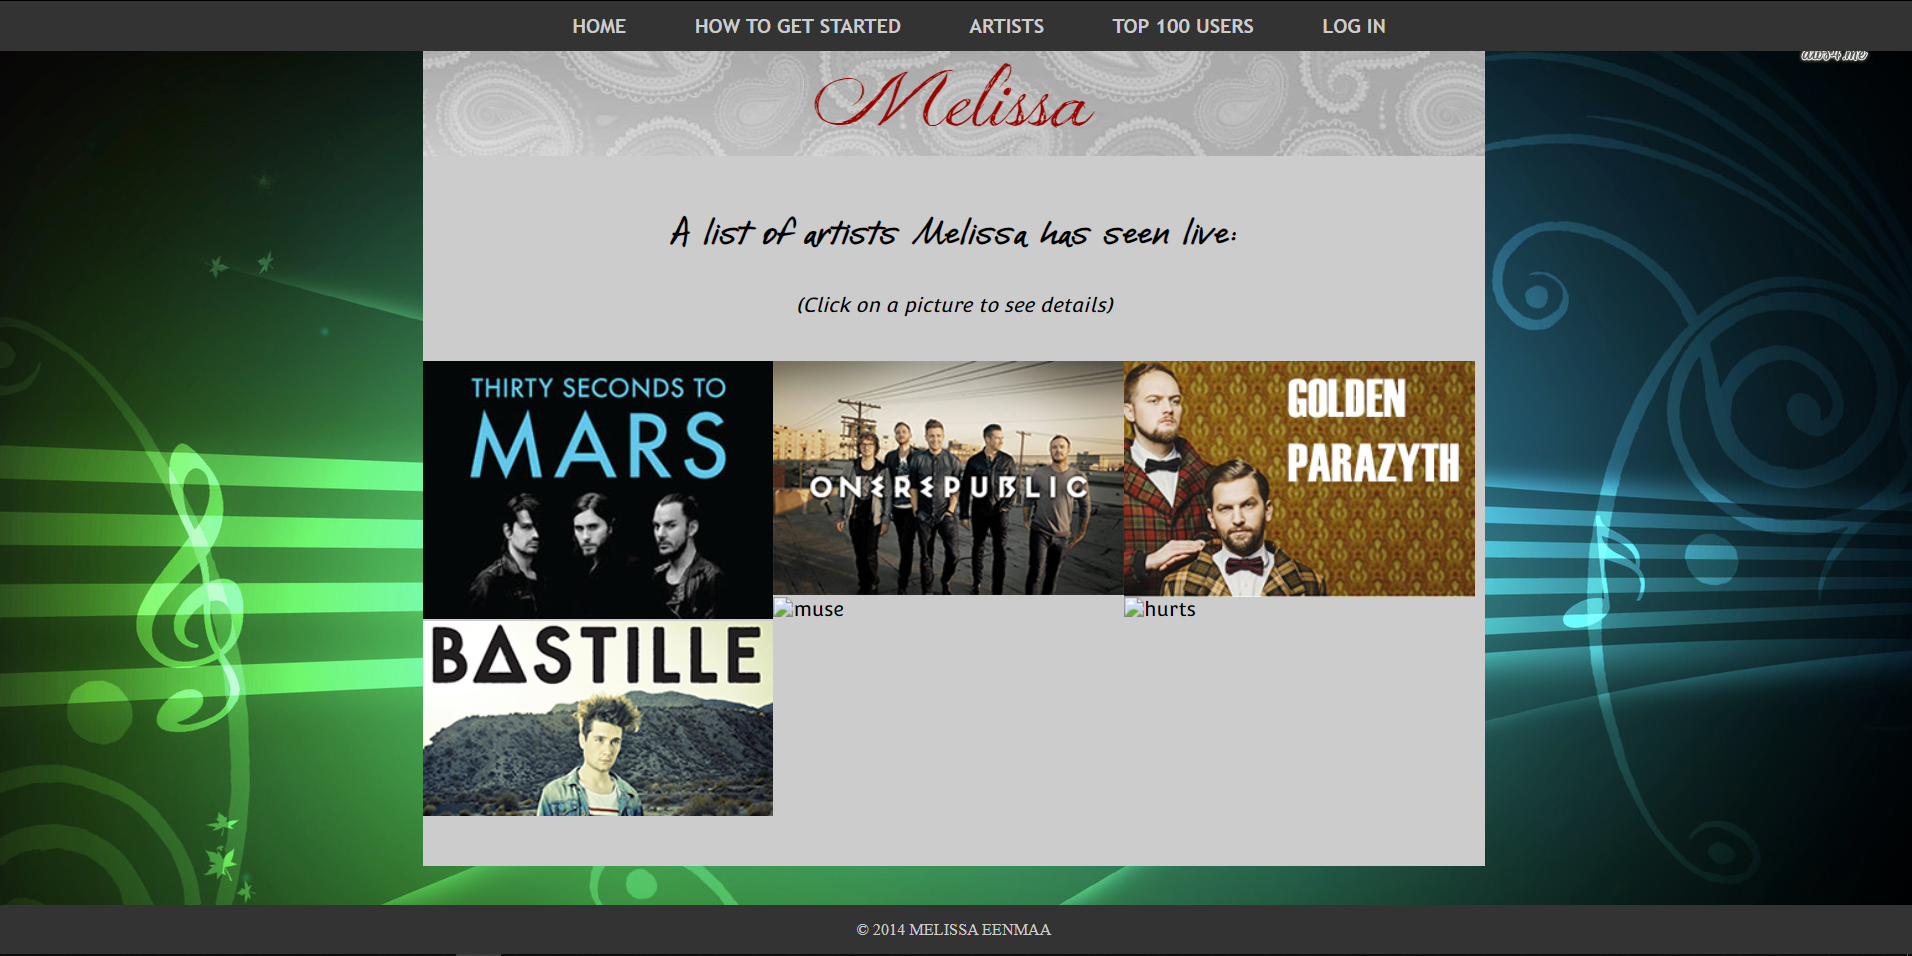 HOME HOW TO GET STARTED ARTISTS TOP 100 USERS LOG IN
Melissa
A list of artists Melissa has seen live:
(Click on a picture to see details)
THIRTY SECONDS TO
MARS
ONEREPUBLIC
GOLDEN
PARAZYTH
muse
hurts
BASTILLE
© 2014 MELISSA EENMAA